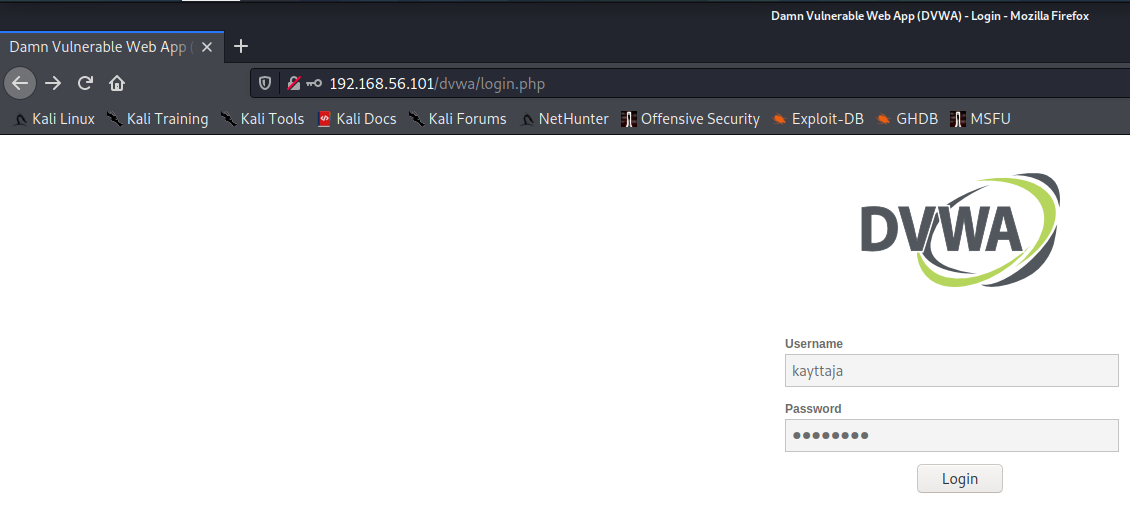 Damn Vulnerable Web App (DVWA) - Login - Mozilla Firefox
Damn Vulnerable Web App (
192.168.56.101/dvwa/login.php
Kali Linux Kali Training Kali Tools Kali Docs Kali Forums NetHunter Offensive Security Exploit-DB GHDB MSFU
DVWA
Username
kayttaja
Password
●●●●●●●●
Login